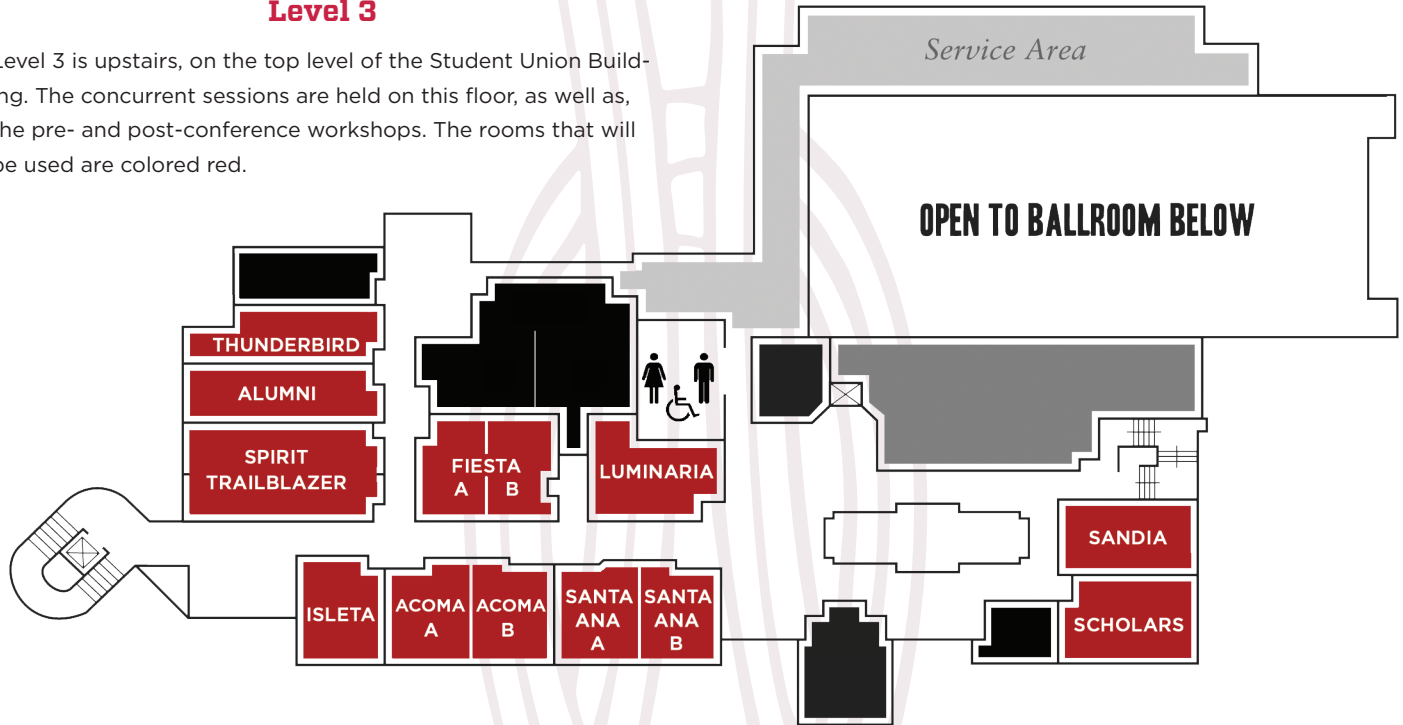 Level 3
Level 3 is upstairs, on the top level of the Student Union Build-
ng. The concurrent sessions are held on this floor, as well as,
he pre- and post-conference workshops. The rooms that will
be used are colored red.
Service Area
OPEN TO BALLROOM BELOW
THUNDERBIRD
ALUMNI
SPIRIT
TRAILBLAZER
FIESTA
A B
LUMINARIA
SANDIA
ISLETA
ACOMA
A
ACOMA
B
SANTA
ANA
A
SANTA
ANA
B
SCHOLARS